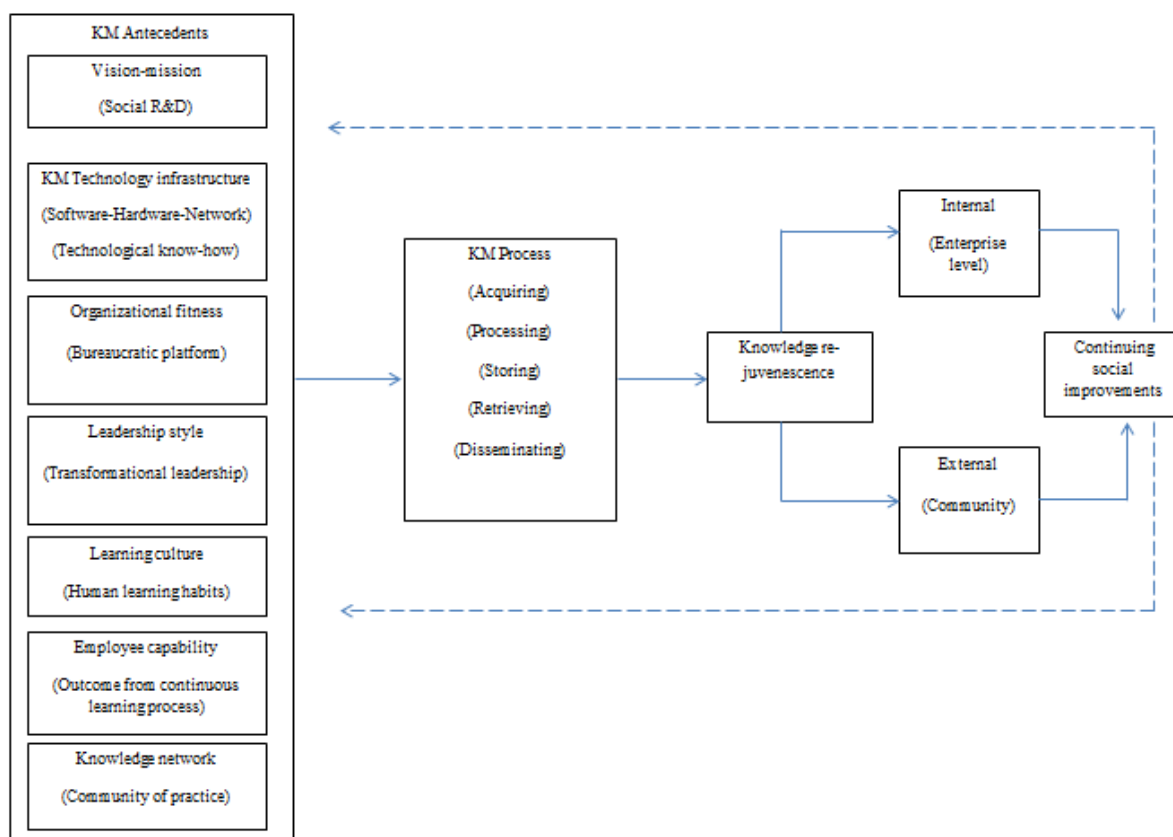 KM Antecedents
Vision-mission
(Social R&D)
KM Technology infrastructure
(Software-Hardware-Network)
(Technological know-how)
Organizational fitness
(Bureaucratic platform)
Leadership style
(Transformational leadership)
Learning culture
(Human learning habits)
Employee capability
(Outcome from continuous
learning process)
Knowledge network
(Community of practice)
KM Process
(Acquiring)
(Processing)
(Storing)
(Retrieving)
(Disseminating)
Knowledge re-
juvenescence
Internal
(Enterprise
level)
External
(Community)
Continuing
social
improvements